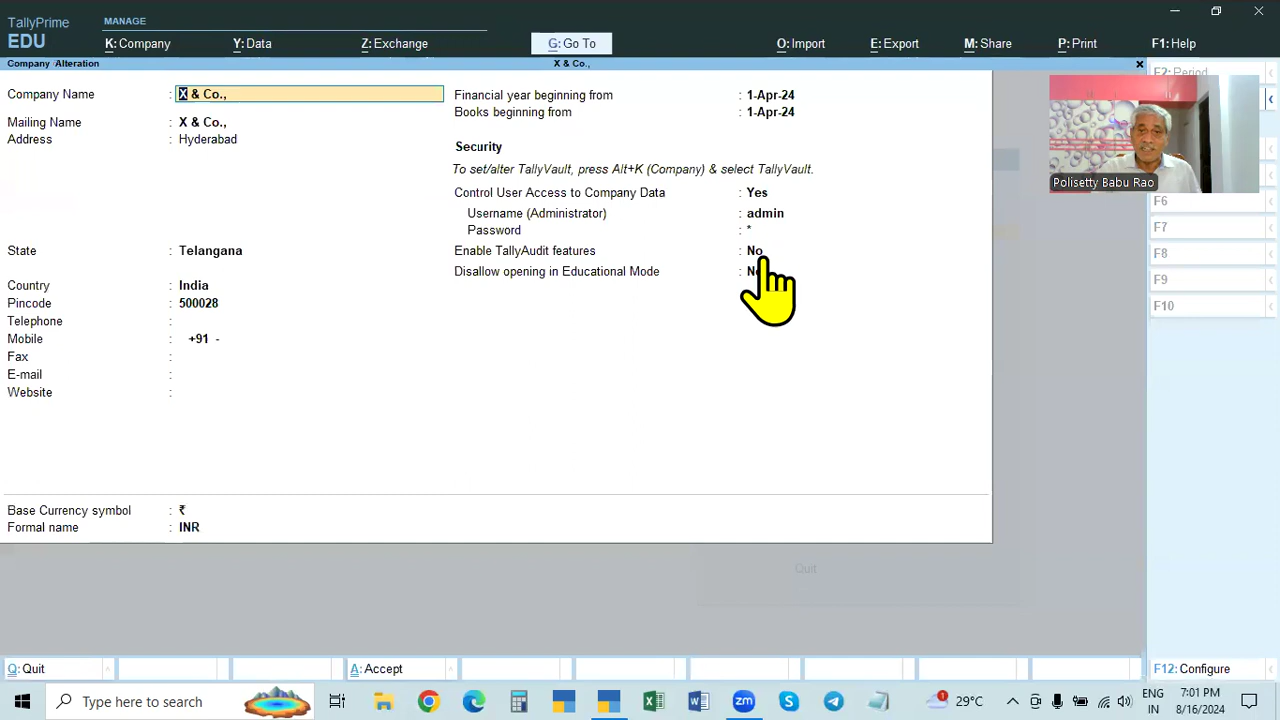 TallyPrime
EDU
MANAGE
K: Company
Y: Data
Z: Exchange
G: Go To
O: Import
E: Export
M: Share
P: Print
F1: Help
Company Alteration
X & Co.,
F2: Period
Company Name : X & Co.,
Mailing Name : X & Co.,
Address : Hyderabad
State : Telangana
Country : India
Pincode : 500028
Telephone :
Mobile : +91 -
Fax :
E-mail :
Website :
Financial year beginning from : 1-Apr-24
Books beginning from : 1-Apr-24
Security
To set/alter TallyVault, press Alt+K (Company) & select TallyVault.
Control User Access to Company Data : Yes
Username (Administrator) : admin
Password : *
Enable TallyAudit features : No
Disallow opening in Educational Mode :
Base Currency symbol : ₹
Formal name : INR
Polisetty Babu Rao
F6
F7
F8
F9
F10
Quit
Q: Quit
A: Accept
F12: Configure
Type here to search
zm
29°C
ENG
IN
7:01 PM
8/16/2024